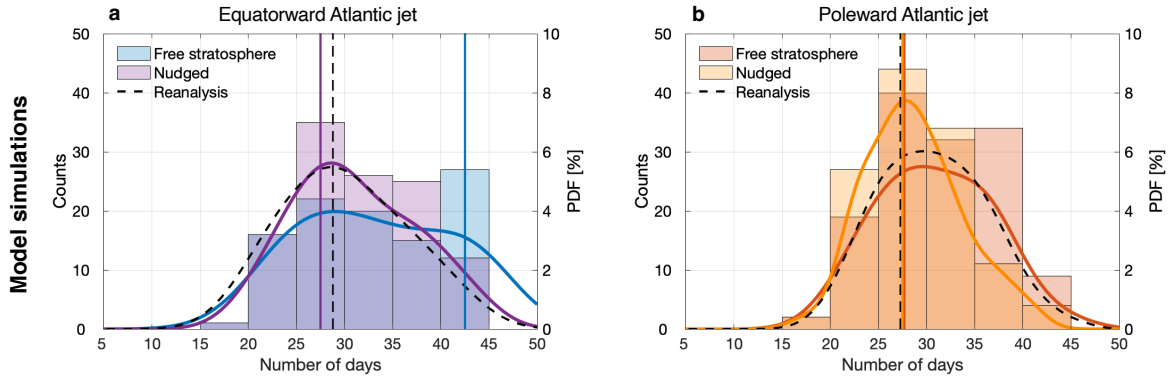 Model simulations
a
Equatorward Atlantic jet
50
40
30
20
10
0
Counts
Free stratosphere
Nudged
Reanalysis
10
8
6
4
2
0
PDF [%]
5 10 15 20 25 30 35 40 45 50
Number of days
b
Poleward Atlantic jet
50
40
30
20
10
0
Counts
Free stratosphere
Nudged
Reanalysis
10
8
6
4
2
0
PDF [%]
5 10 15 20 25 30 35 40 45 50
Number of days